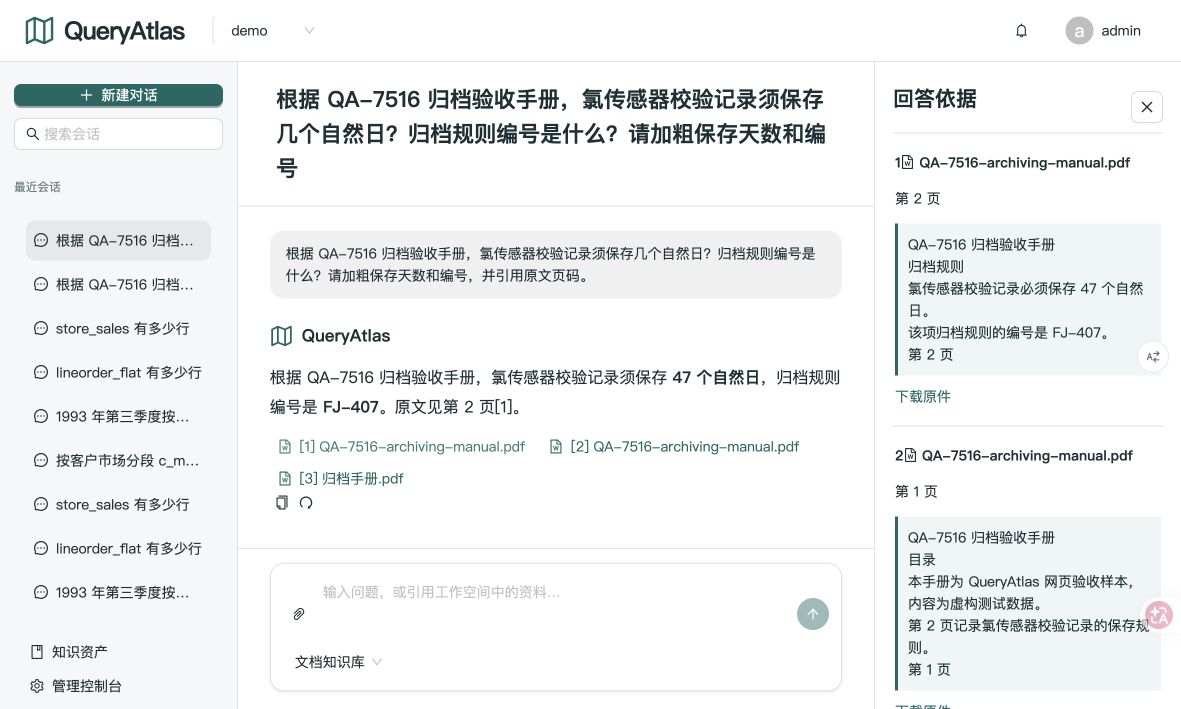 QueryAtlas
demo
a
admin
新建对话
搜索会话
最近会话
根据 QA-7516 归档...
根据 QA-7516 归档...
store_sales 有多少行
lineorder_flat 有多少行
1993 年第三季度按...
按客户市场分段 c_m...
store_sales 有多少行
lineorder_flat 有多少行
1993 年第三季度按...
知识资产
管理控制台
根据 QA-7516 归档验收手册，氯传感器校验记录须保存
几个自然日？归档规则编号是什么？请加粗保存天数和编
号
根据 QA-7516 归档验收手册，氯传感器校验记录须保存几个自然日？归档规则编号是
什么？请加粗保存天数和编号，并引用原文页码。
QueryAtlas
根据 QA-7516 归档验收手册，氯传感器校验记录须保存 47 个自然日，归档规则
编号是 FJ-407。原文见第 2 页[1]。
[1] QA-7516-archiving-manual.pdf [2] QA-7516-archiving-manual.pdf
[3] 归档手册.pdf
输入问题，或引用工作空间中的资料...
文档知识库
回答依据
1 QA-7516-archiving-manual.pdf
第 2 页
QA-7516 归档验收手册
归档规则
氯传感器校验记录必须保存 47 个自然
日。
该项归档规则的编号是 FJ-407。
第 2 页
下载原件
2 QA-7516-archiving-manual.pdf
第 1 页
QA-7516 归档验收手册
目录
本手册为 QueryAtlas 网页验收样本，
内容为虚构测试数据。
第 2 页记录氯传感器校验记录的保存规
则。
第 1 页
下载原件